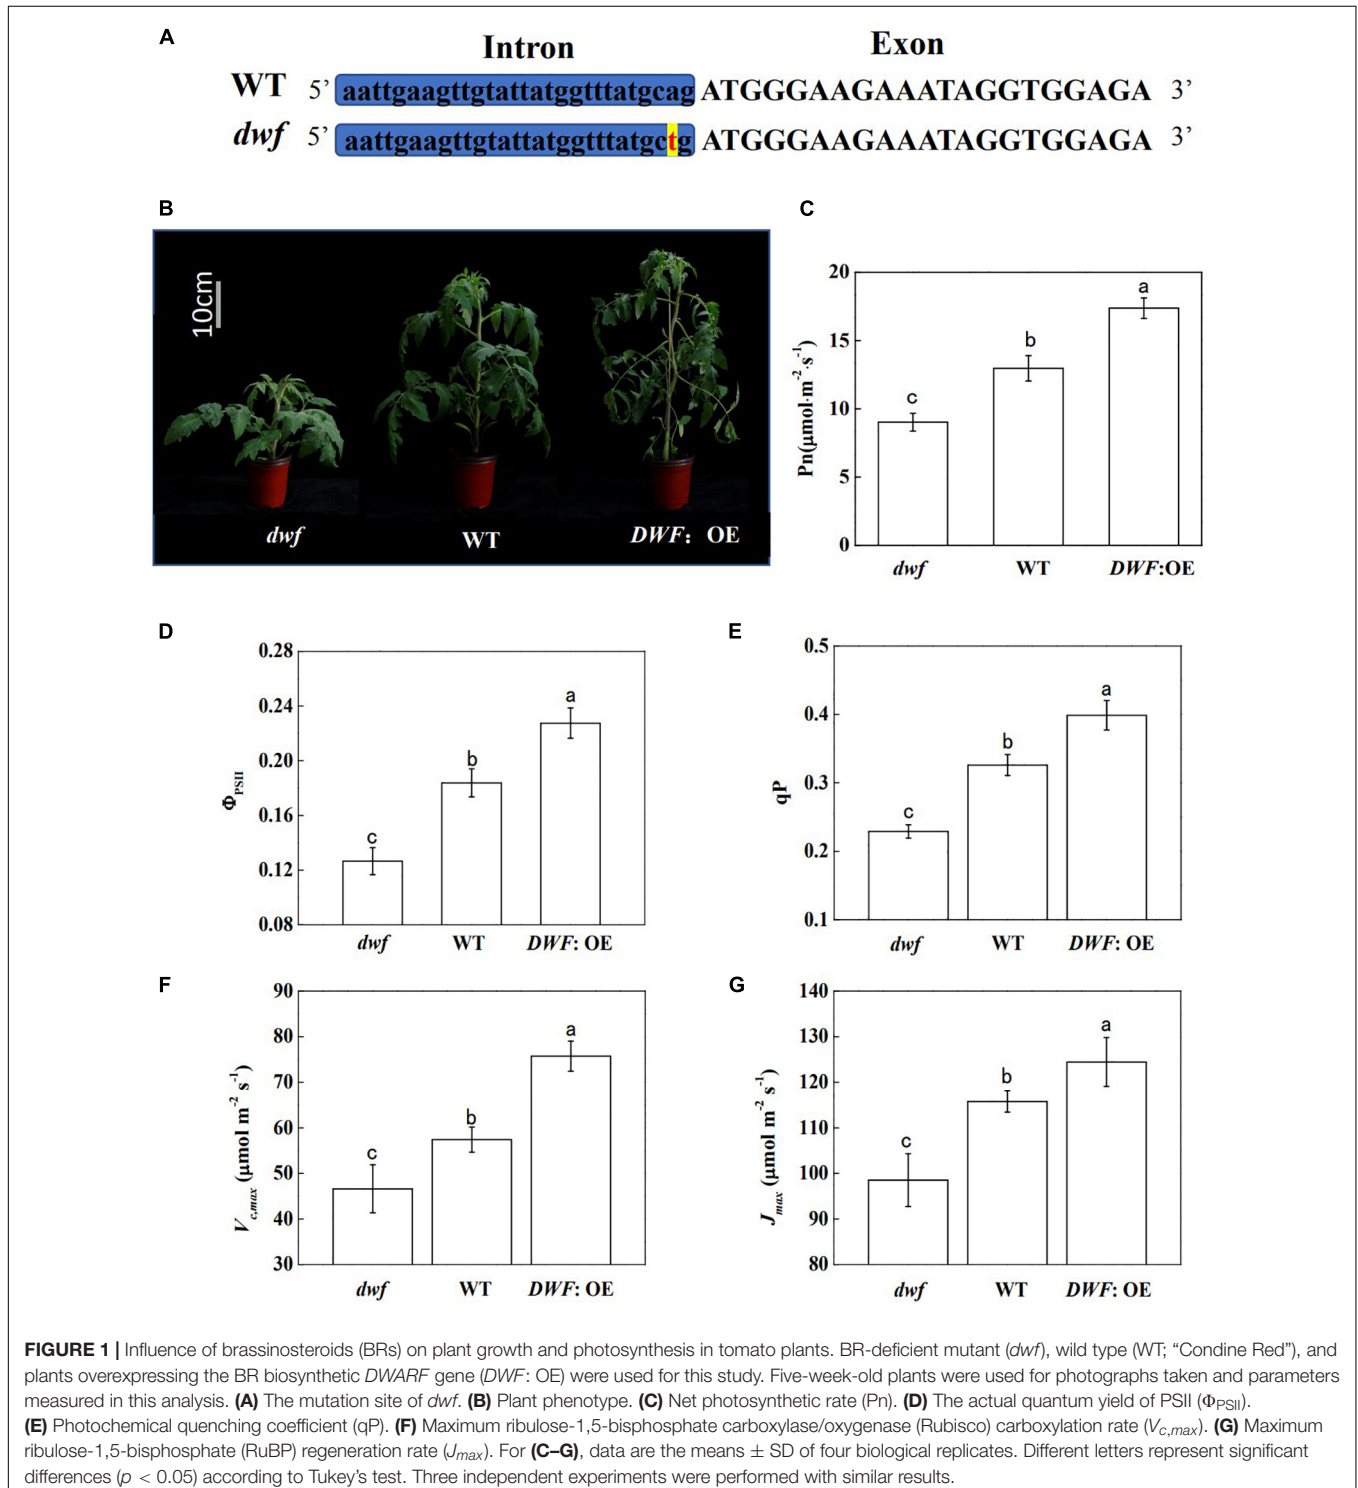 A
Intron Exon
WT 5’ aattgaagttgtattatggtttatgcag ATGGGAAGAAATAGGTGGAGA 3’
dwf 5’ aattgaagttgtattatggtttatgctg ATGGGAAGAAATAGGTGGAGA 3’
B
10cm
dwf WT DWF: OE
C
Pn(μmol·m-2·s-1)
20
15
10
5
0
c b a
dwf WT DWF:OE
D
ΦPSII
0.28
0.24
0.20
0.16
0.12
0.08
c b a
dwf WT DWF: OE
E
qP
0.5
0.4
0.3
0.2
0.1
c b a
dwf WT DWF: OE
F
Vc,max (μmol m-2 s-1)
90
80
70
60
50
40
30
c b a
dwf WT DWF: OE
G
Jmax (μmol m-2 s-1)
140
130
120
110
100
90
80
c b a
dwf WT DWF: OE
FIGURE 1 | Influence of brassinosteroids (BRs) on plant growth and photosynthesis in tomato plants. BR-deficient mutant (dwf), wild type (WT; “Condine Red”), and
plants overexpressing the BR biosynthetic DWARF gene (DWF: OE) were used for this study. Five-week-old plants were used for photographs taken and parameters
measured in this analysis. (A) The mutation site of dwf. (B) Plant phenotype. (C) Net photosynthetic rate (Pn). (D) The actual quantum yield of PSII (ΦPSII).
(E) Photochemical quenching coefficient (qP). (F) Maximum ribulose-1,5-bisphosphate carboxylase/oxygenase (Rubisco) carboxylation rate (Vc,max). (G) Maximum
ribulose-1,5-bisphosphate (RuBP) regeneration rate (Jmax). For (C–G), data are the means ± SD of four biological replicates. Different letters represent significant
differences (p < 0.05) according to Tukey’s test. Three independent experiments were performed with similar results.